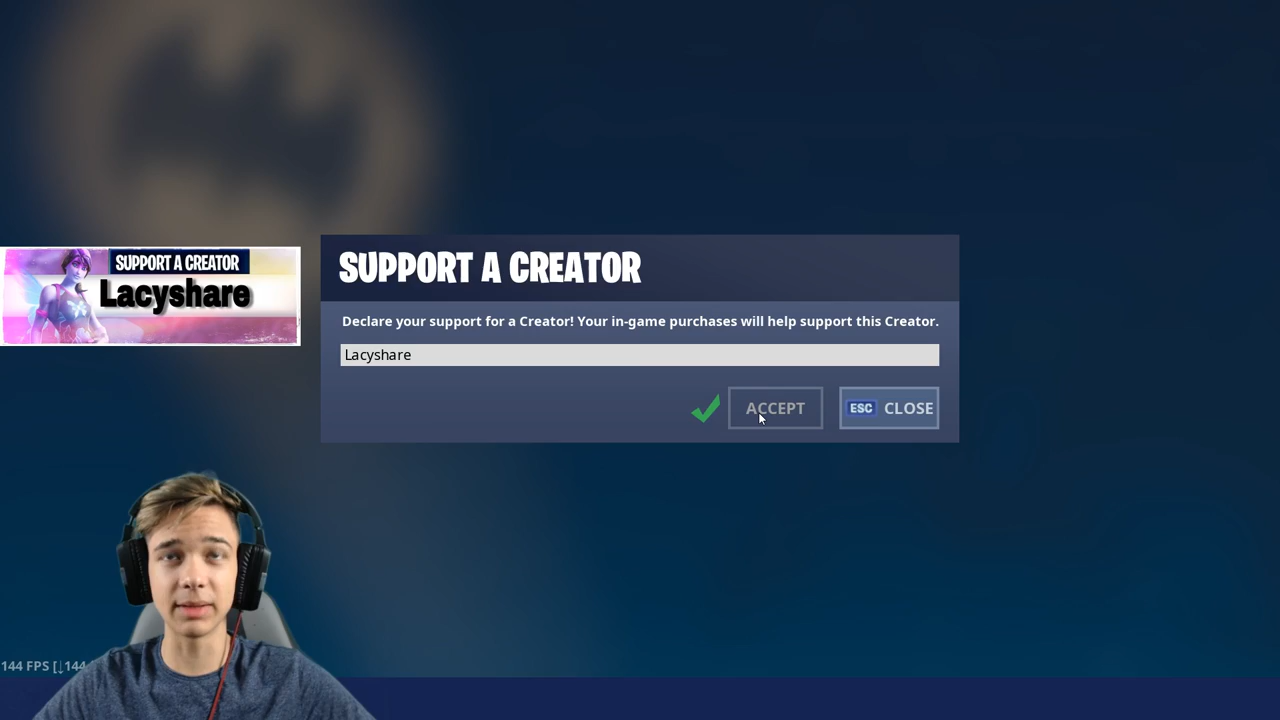 SUPPORT A CREATOR
Lacyshare
SUPPORT A CREATOR
Declare your support for a Creator! Your in-game purchases will help support this Creator.
Lacyshare
ACCEPT
ESC CLOSE
144 FPS [↓144